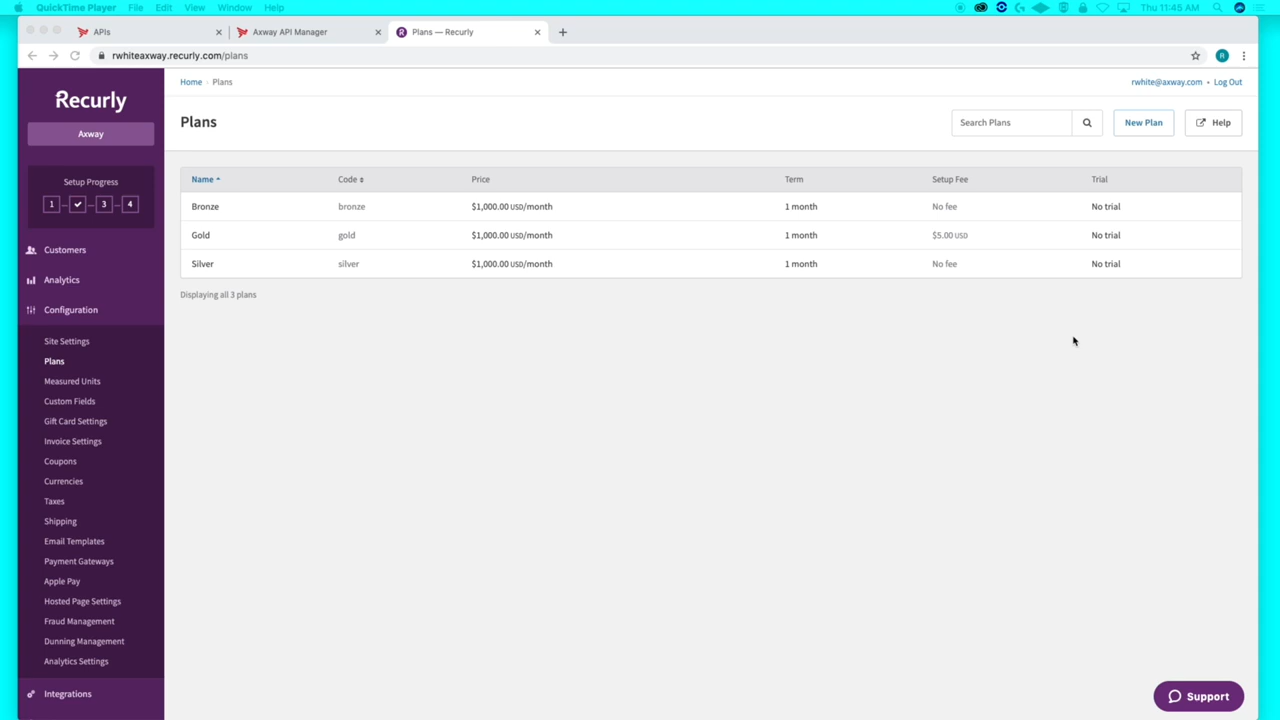 QuickTime Player File Edit View Window Help Thu 11:45 AM
APIs Axway API Manager Plans — Recurly
rwhiteaxway.recurly.com/plans R
Recurly
Axway
Setup Progress
1 3 4
Customers
Analytics
Configuration
Site Settings
Plans
Measured Units
Custom Fields
Gift Card Settings
Invoice Settings
Coupons
Currencies
Taxes
Shipping
Email Templates
Payment Gateways
Apple Pay
Hosted Page Settings
Fraud Management
Dunning Management
Analytics Settings
Integrations
Home › Plans rwhite@axway.com • Log Out
Plans Search Plans New Plan Help
Name Code Price Term Setup Fee Trial
Bronze bronze $1,000.00 USD/month 1 month No fee No trial
Gold gold $1,000.00 USD/month 1 month $5.00 USD No trial
Silver silver $1,000.00 USD/month 1 month No fee No trial
Displaying all 3 plans
Support